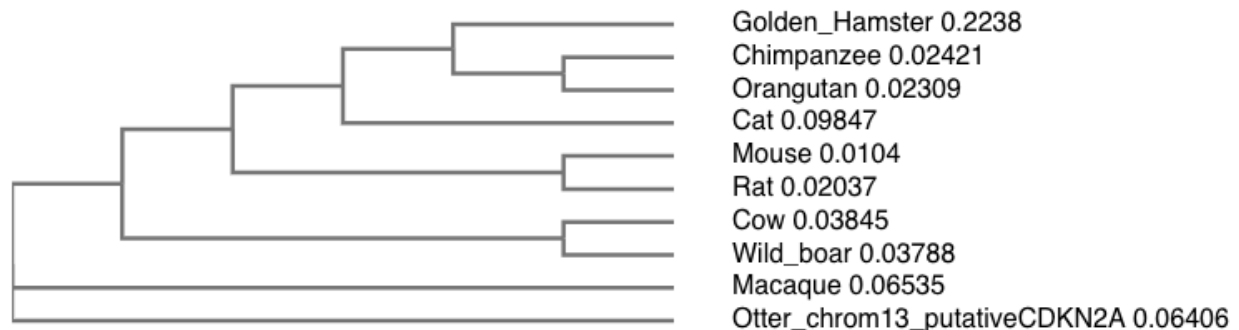 Golden_Hamster 0.2238
Chimpanzee 0.02421
Orangutan 0.02309
Cat 0.09847
Mouse 0.0104
Rat 0.02037
Cow 0.03845
Wild_boar 0.03788
Macaque 0.06535
Otter_chrom13_putativeCDKN2A 0.06406